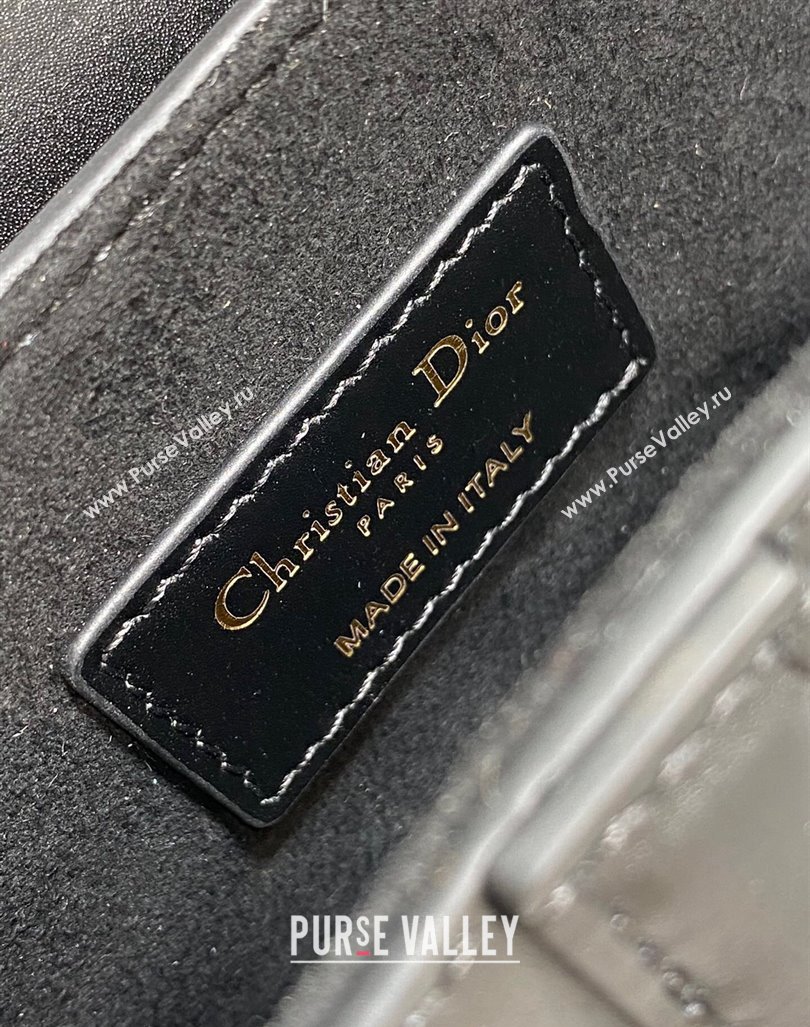 Christian Dior
PARIS
MADE IN ITALY
www.PurseValley.ru
www.PurseValley.ru
PURSE VALLEY